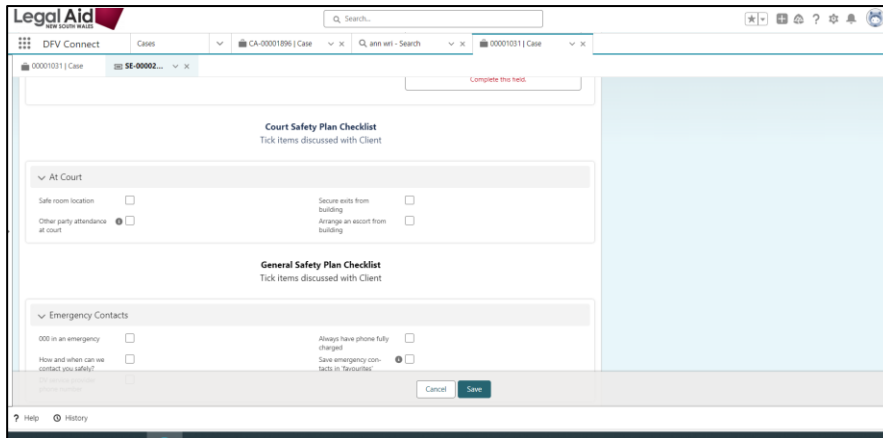 Legal Aid
NEW SOUTH WALES
Search...
DFV Connect
Cases
CA-00001896 | Case
ann wri - Search
00001031 | Case
00001031 | Case
SE-00002...
Complete this field.
Court Safety Plan Checklist
Tick items discussed with Client
At Court
Safe room location
Secure exits from
building
Other party attendance
at court
Arrange an escort from
building
General Safety Plan Checklist
Tick items discussed with Client
Emergency Contacts
000 in an emergency
Always have phone fully
charged
How and when can we
contact you safely?
Save emergency con-
tacts in 'favourites'
Cancel
Save
? Help
History